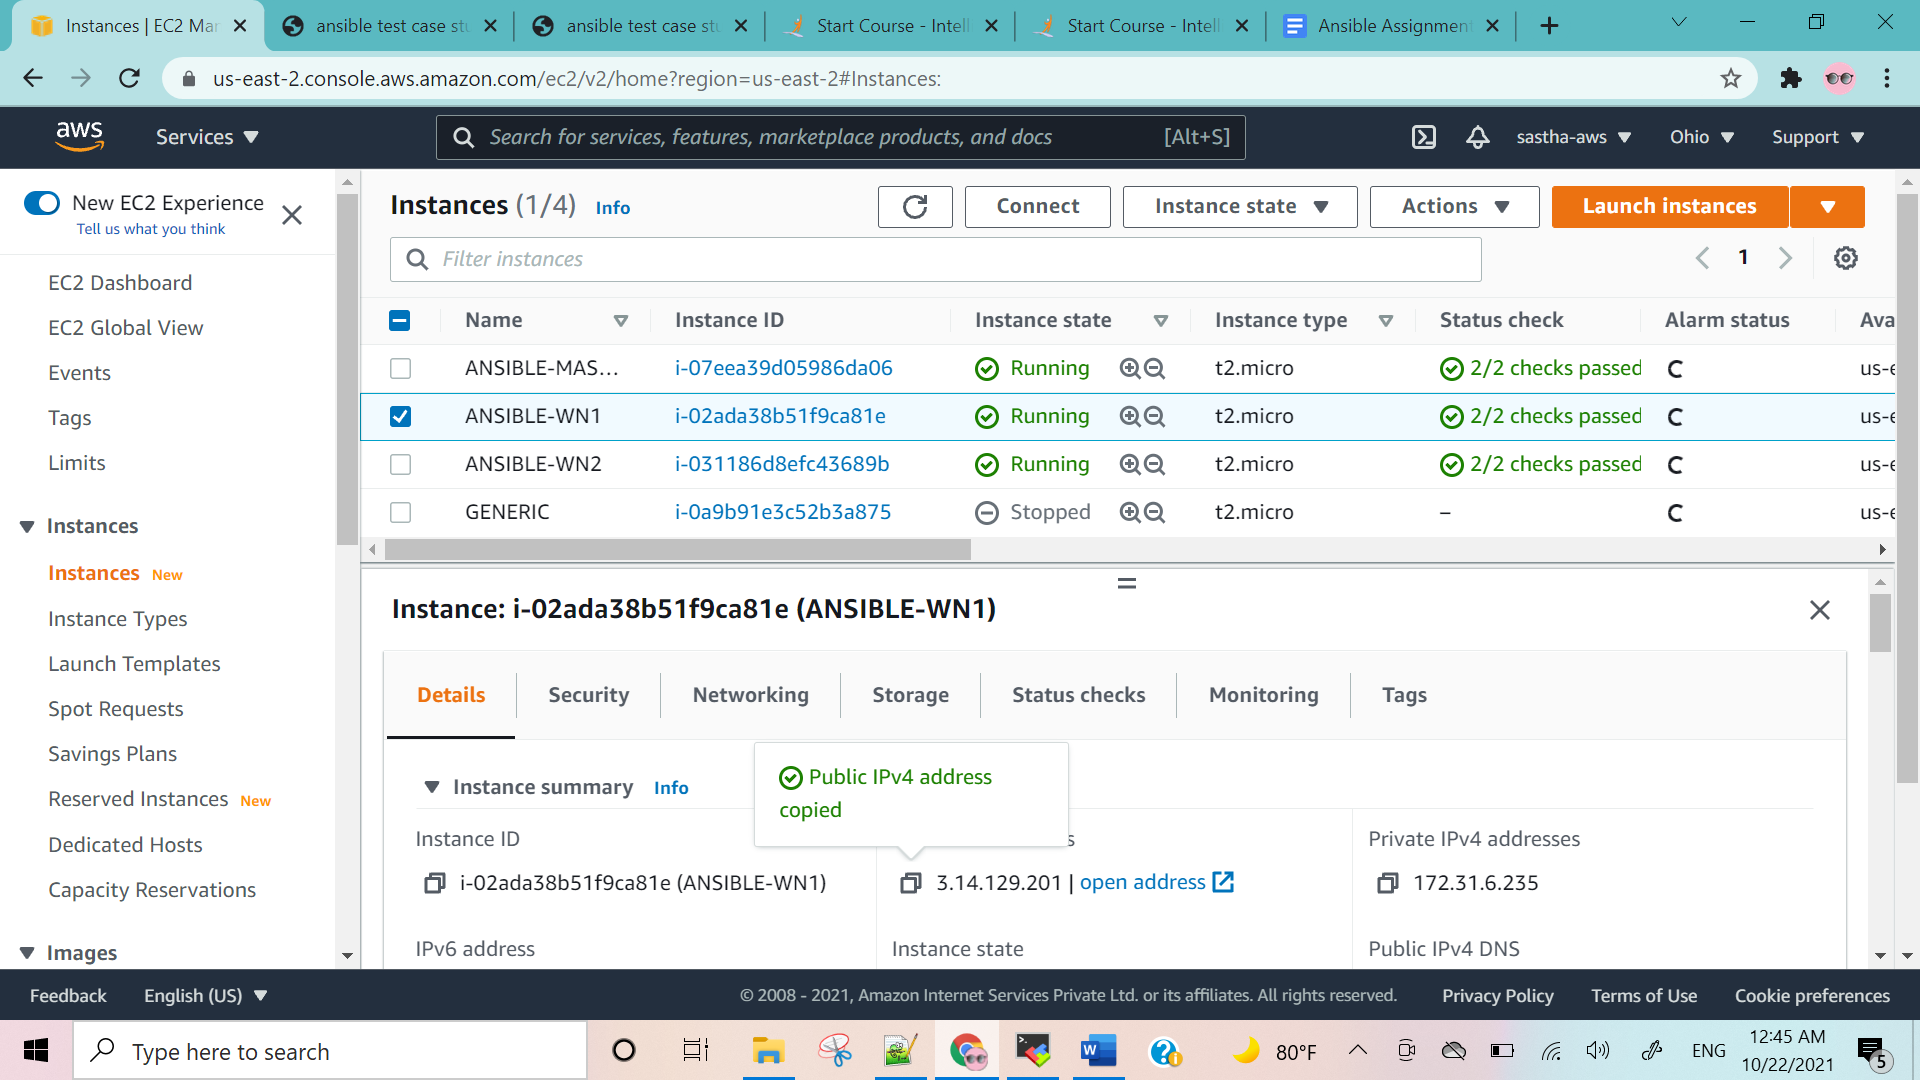 Instances | EC2 Mar
ansible test case stu
ansible test case stu
Start Course - Intell
Start Course - Intell
Ansible Assignment
us-east-2.console.aws.amazon.com/ec2/v2/home?region=us-east-2#Instances:
aws
Services
Search for services, features, marketplace products, and docs [Alt+S]
sastha-aws
Ohio
Support
New EC2 Experience
Tell us what you think
EC2 Dashboard
EC2 Global View
Events
Tags
Limits
Instances
Instances New
Instance Types
Launch Templates
Spot Requests
Savings Plans
Reserved Instances New
Dedicated Hosts
Capacity Reservations
Images
Instances (1/4) Info
Connect
Instance state
Actions
Launch instances
Filter instances
1
Name Instance ID Instance state Instance type Status check Alarm status Ava
ANSIBLE-MAS... i-07eea39d05986da06 Running t2.micro 2/2 checks passed us-e
ANSIBLE-WN1 i-02ada38b51f9ca81e Running t2.micro 2/2 checks passed us-e
ANSIBLE-WN2 i-031186d8efc43689b Running t2.micro 2/2 checks passed us-e
GENERIC i-0a9b91e3c52b3a875 Stopped t2.micro – us-e
Instance: i-02ada38b51f9ca81e (ANSIBLE-WN1)
Details Security Networking Storage Status checks Monitoring Tags
Instance summary Info
Public IPv4 address
copied
Instance ID
s
Private IPv4 addresses
i-02ada38b51f9ca81e (ANSIBLE-WN1)
3.14.129.201 | open address
172.31.6.235
IPv6 address
Instance state
Public IPv4 DNS
Feedback
English (US)
© 2008 - 2021, Amazon Internet Services Private Ltd. or its affiliates. All rights reserved.
Privacy Policy
Terms of Use
Cookie preferences
Type here to search
W
80°F
ENG
12:45 AM
10/22/2021
5